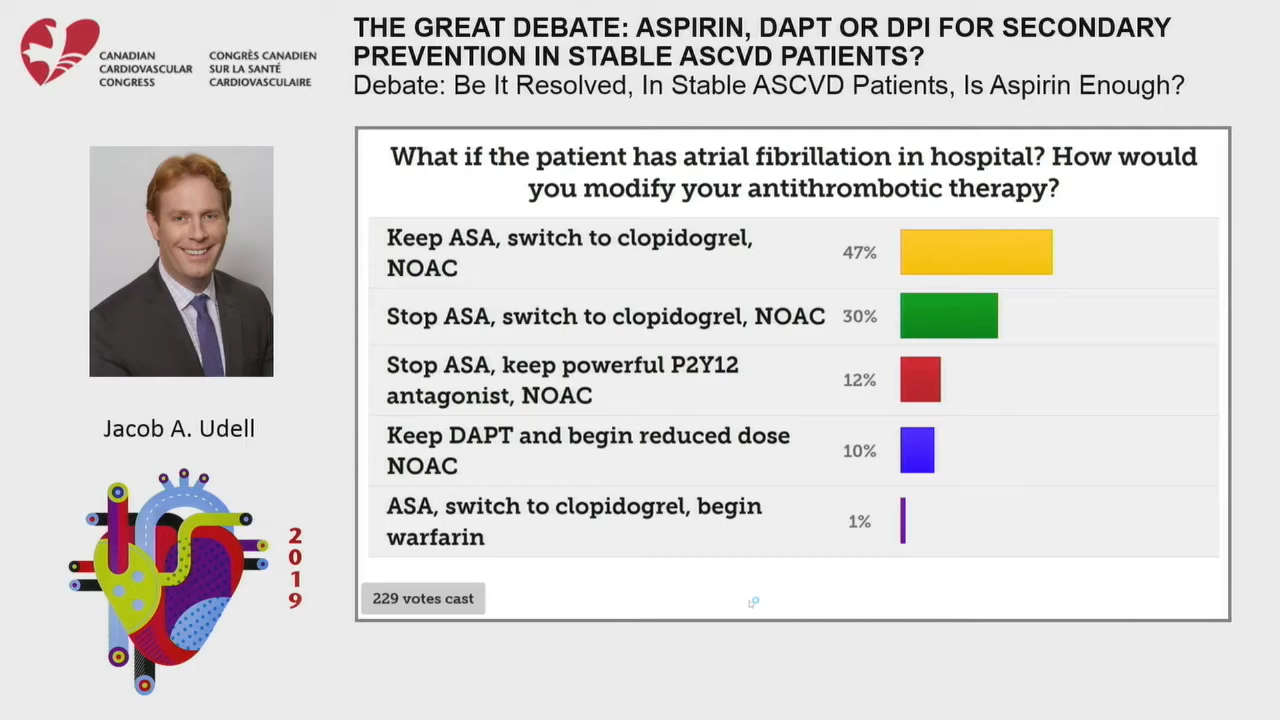 CANADIAN
CARDIOVASCULAR
CONGRESS
CONGRÈS CANADIEN
SUR LA SANTÉ
CARDIOVASCULAIRE
THE GREAT DEBATE: ASPIRIN, DAPT OR DPI FOR SECONDARY
PREVENTION IN STABLE ASCVD PATIENTS?
Debate: Be It Resolved, In Stable ASCVD Patients, Is Aspirin Enough?
Jacob A. Udell
2019
What if the patient has atrial fibrillation in hospital? How would
you modify your antithrombotic therapy?
Keep ASA, switch to clopidogrel,
NOAC
47%
Stop ASA, switch to clopidogrel, NOAC 30%
Stop ASA, keep powerful P2Y12
antagonist, NOAC
12%
Keep DAPT and begin reduced dose
NOAC
10%
ASA, switch to clopidogrel, begin
warfarin
1%
229 votes cast